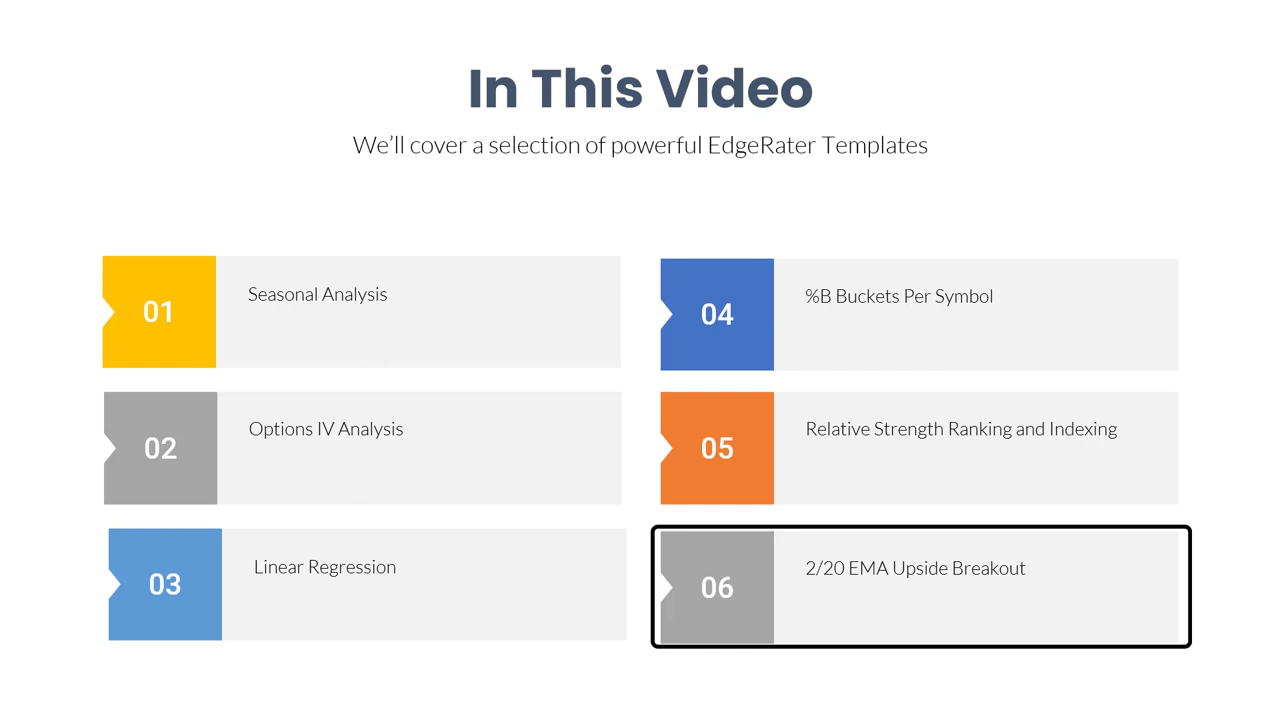 In This Video
We’ll cover a selection of powerful EdgeRater Templates
01
Seasonal Analysis
02
Options IV Analysis
03
Linear Regression
04
%B Buckets Per Symbol
05
Relative Strength Ranking and Indexing
06
2/20 EMA Upside Breakout